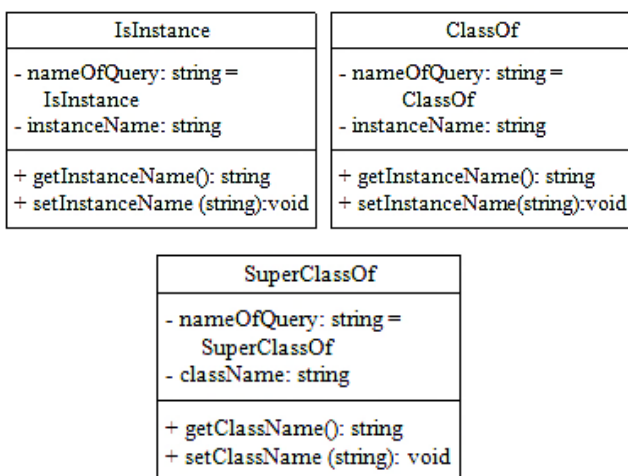 IsInstance
- nameOfQuery: string =
IsInstance
- instanceName: string
+ getInstanceName(): string
+ setInstanceName (string):void
ClassOf
- nameOfQuery: string =
ClassOf
- instanceName: string
+ getInstanceName(): string
+ setInstanceName(string):void
SuperClassOf
- nameOfQuery: string =
SuperClassOf
- className: string
+ getClassName(): string
+ setClassName (string): void